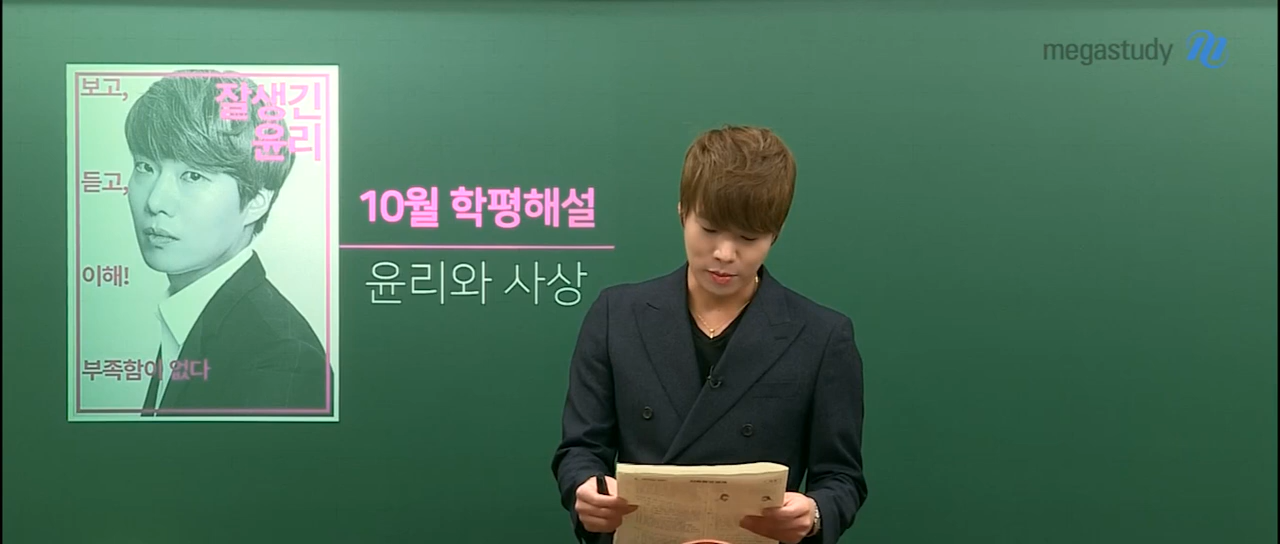 megastudy
보고,
잘생긴
윤리
듣고,
이해!
부족함이 없다
10월 학평해설
윤리와 사상